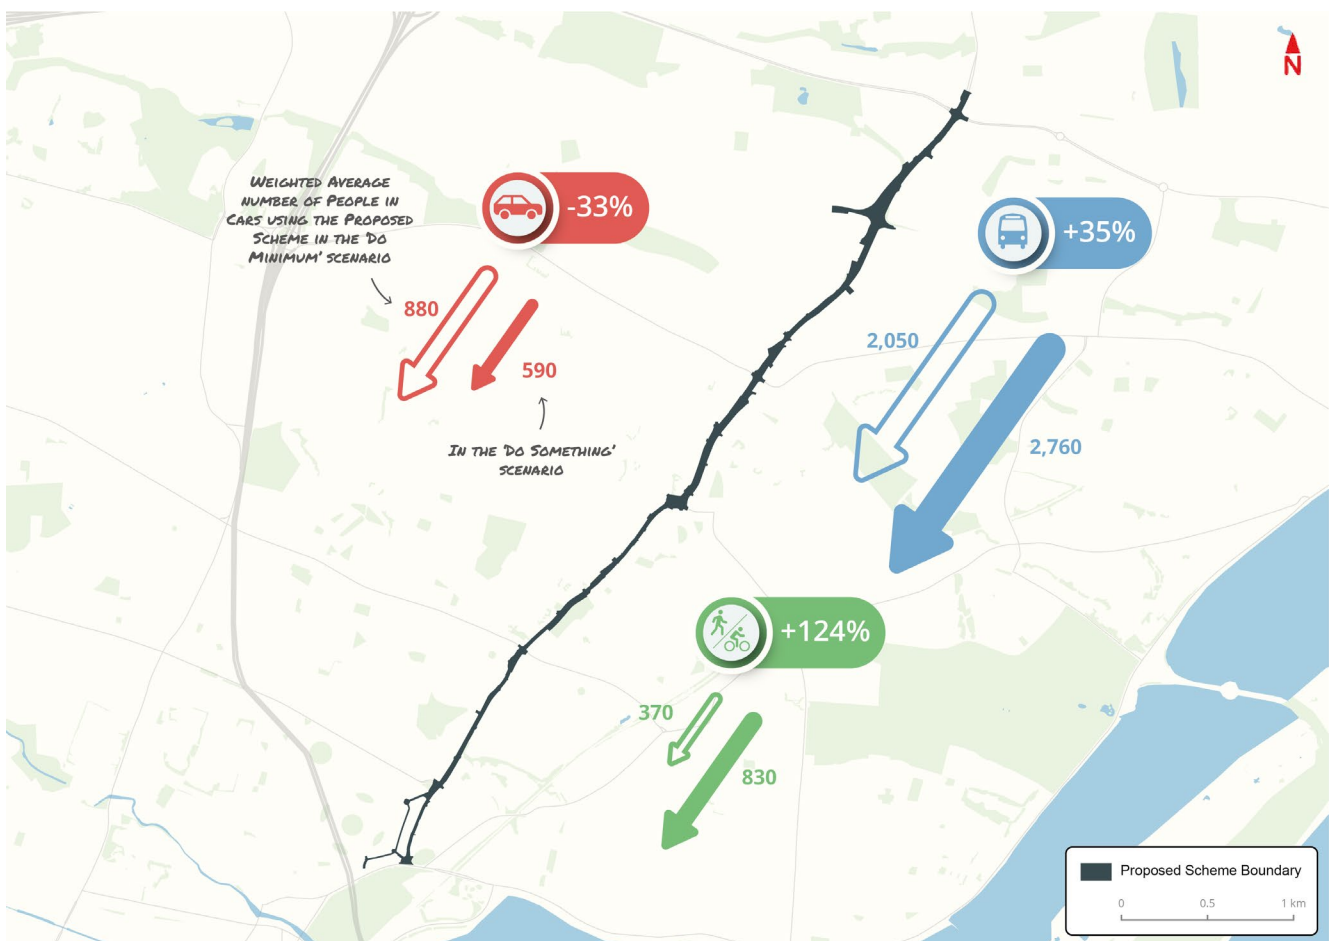 N
WEIGHTED AVERAGE
NUMBER OF PEOPLE IN
CARS USING THE PROPOSED
SCHEME IN THE 'DO
MINIMUM' SCENARIO
-33%
+35%
880
590
IN THE 'DO SOMETHING'
SCENARIO
2,050
2,760
+124%
370
830
Proposed Scheme Boundary
0 0.5 1 km